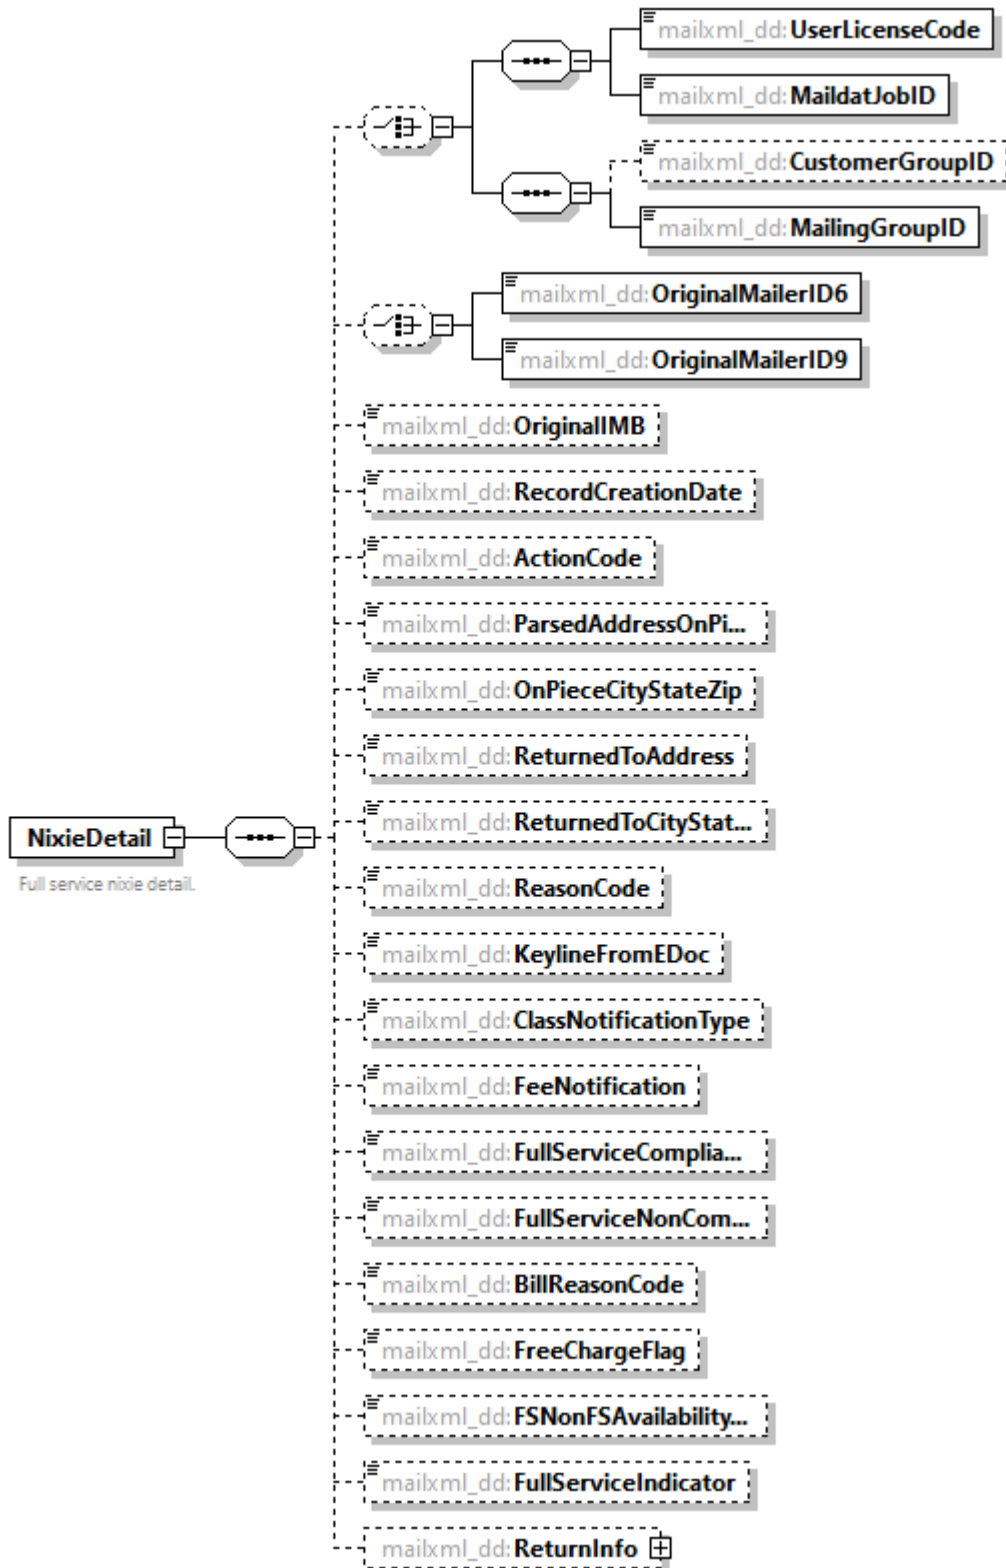 mailxml_dd:UserLicenseCode
mailxml_dd:MaildatJobID
mailxml_dd:CustomerGroupID
mailxml_dd:MailingGroupID
mailxml_dd:OriginalMailerID6
mailxml_dd:OriginalMailerID9
mailxml_dd:OriginalIMB
mailxml_dd:RecordCreationDate
mailxml_dd:ActionCode
mailxml_dd:ParsedAddressOnPi...
mailxml_dd:OnPieceCityStateZip
mailxml_dd:ReturnedToAddress
mailxml_dd:ReturnedToCityStat...
NixieDetail
Full service nixie detail.
mailxml_dd:ReasonCode
mailxml_dd:KeylineFromEDoc
mailxml_dd:ClassNotificationType
mailxml_dd:FeeNotification
mailxml_dd:FullServiceComplia...
mailxml_dd:FullServiceNonCom...
mailxml_dd:BillReasonCode
mailxml_dd:FreeChargeFlag
mailxml_dd:FSNonFSAvailability...
mailxml_dd:FullServiceIndicator
mailxml_dd:ReturnInfo